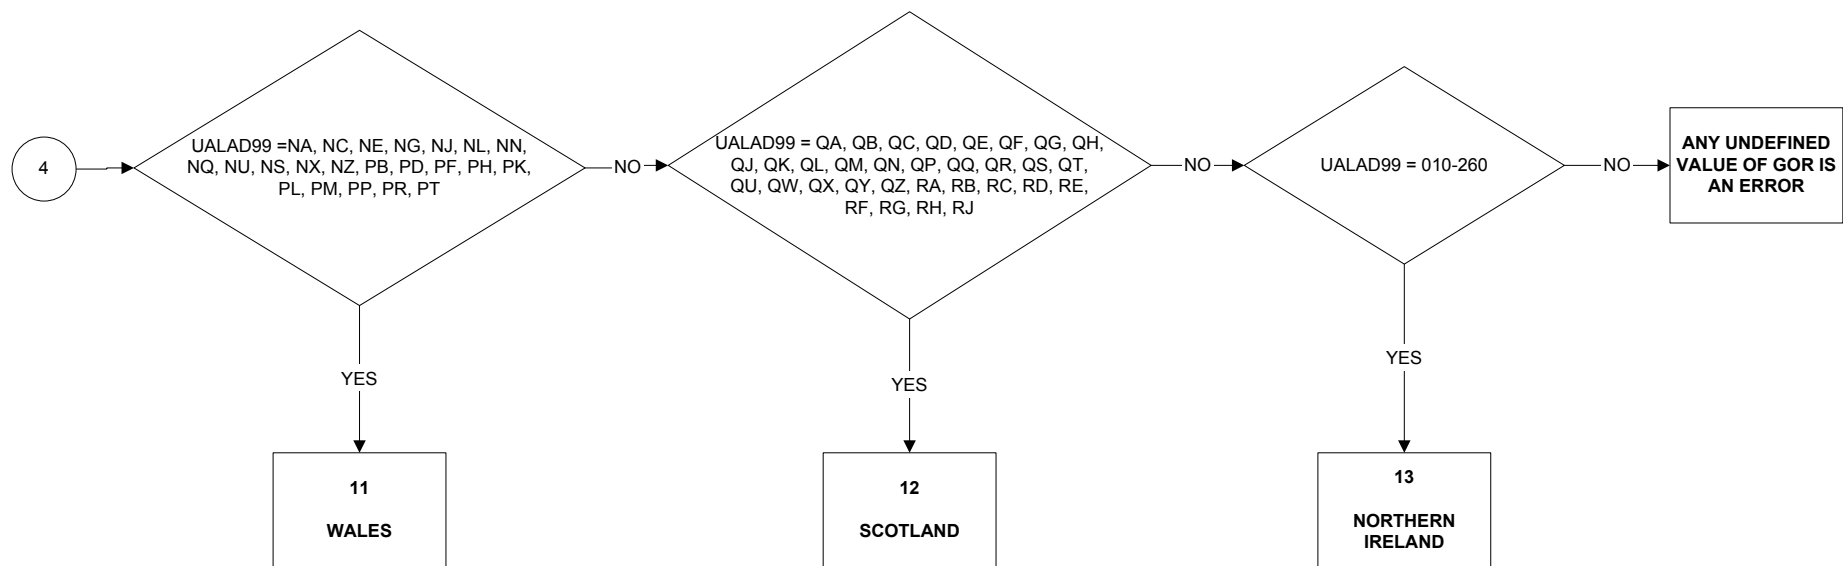 4
UALAD99 =NA, NC, NE, NG, NJ, NL, NN,
NQ, NU, NS, NX, NZ, PB, PD, PF, PH, PK,
PL, PM, PP, PR, PT
NO
UALAD99 = QA, QB, QC, QD, QE, QF, QG, QH,
QJ, QK, QL, QM, QN, QP, QQ, QR, QS, QT,
QU, QW, QX, QY, QZ, RA, RB, RC, RD, RE,
RF, RG, RH, RJ
NO
UALAD99 = 010-260
NO
ANY UNDEFINED
VALUE OF GOR IS
AN ERROR
YES
YES
YES
11
WALES
12
SCOTLAND
13
NORTHERN
IRELAND